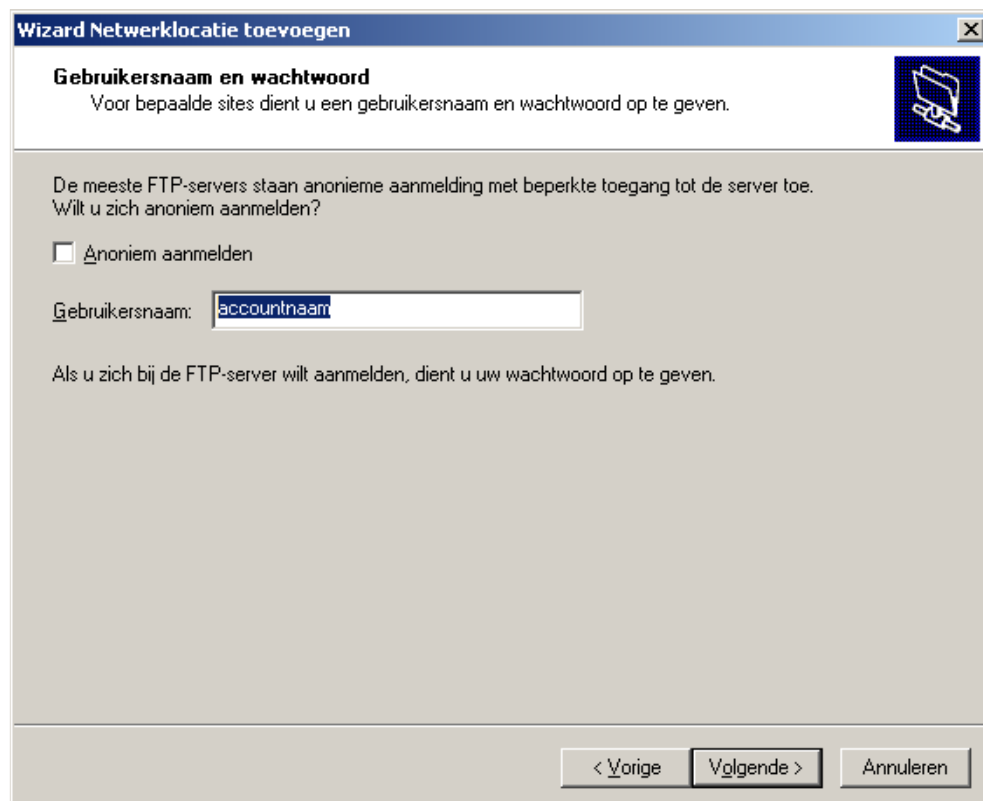 Wizard Netwerklocatie toevoegen
Gebruikersnaam en wachtwoord
Voor bepaalde sites dient u een gebruikersnaam en wachtwoord op te geven.
De meeste FTP-servers staan anonieme aanmelding met beperkte toegang tot de server toe.
Wilt u zich anoniem aanmelden?
Anoniem aanmelden
Gebruikersnaam: accountnaam
Als u zich bij de FTP-server wilt aanmelden, dient u uw wachtwoord op te geven.
< Vorige Volgende > Annuleren